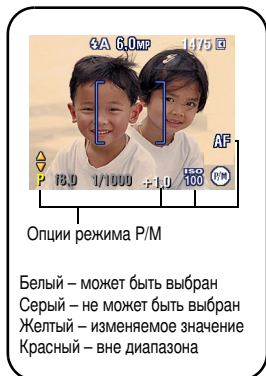 4A 6.0MP 1475
AF
P f8.0 1/1000 +1.0 ISO 100 P/M
Опции режима P/M
Белый – может быть выбран
Серый – не может быть выбран
Желтый – изменяемое значение
Красный – вне диапазона